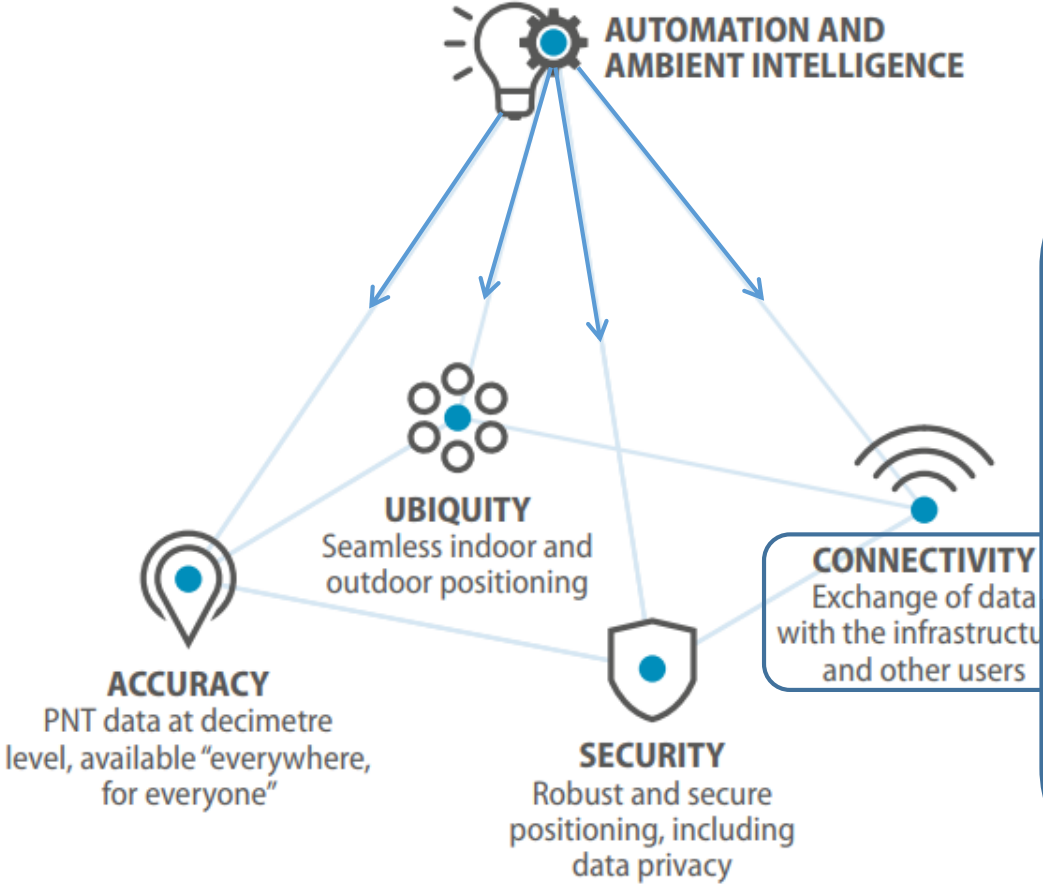 AUTOMATION AND
AMBIENT INTELLIGENCE
UBIQUITY
Seamless indoor and
outdoor positioning
CONNECTIVITY
Exchange of data
with the infrastructu
and other users
ACCURACY
PNT data at decimetre
level, available “everywhere,
for everyone”
SECURITY
Robust and secure
positioning, including
data privacy